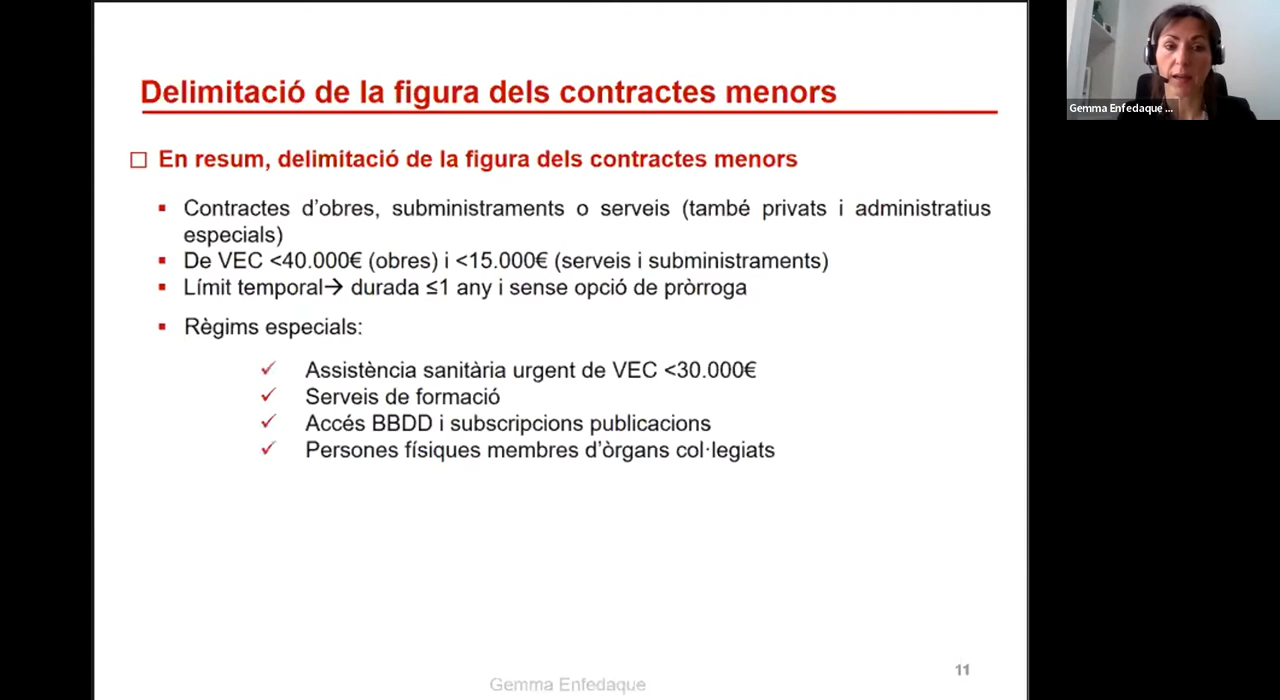 Delimitació de la figura dels contractes menors
En resum, delimitació de la figura dels contractes menors
Contractes d’obres, subministraments o serveis (també privats i administratius
especials)
De VEC <40.000€ (obres) i <15.000€ (serveis i subministraments)
Límit temporal→ durada ≤1 any i sense opció de pròrroga
Règims especials:
Assistència sanitària urgent de VEC <30.000€
Serveis de formació
Accés BBDD i subscripcions publicacions
Persones físiques membres d’òrgans col·legiats
11
Gemma Enfedaque
Gemma Enfedaque ...